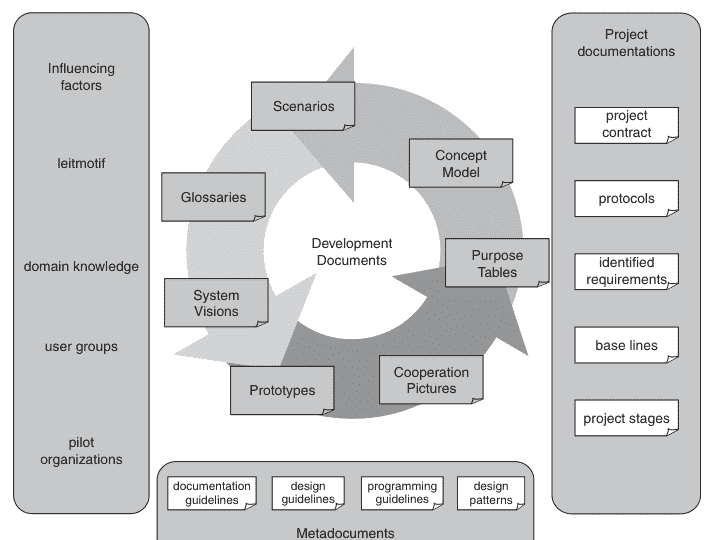 Influencing
factors
leitmotif
domain knowledge
user groups
pilot
organizations
Scenarios
Concept
Model
Glossaries
Development
Documents
Purpose
Tables
System
Visions
Prototypes
Cooperation
Pictures
Project
documentations
project
contract
protocols
identified
requirements
base lines
project stages
documentation
guidelines
design
guidelines
programming
guidelines
design
patterns
Metadocuments